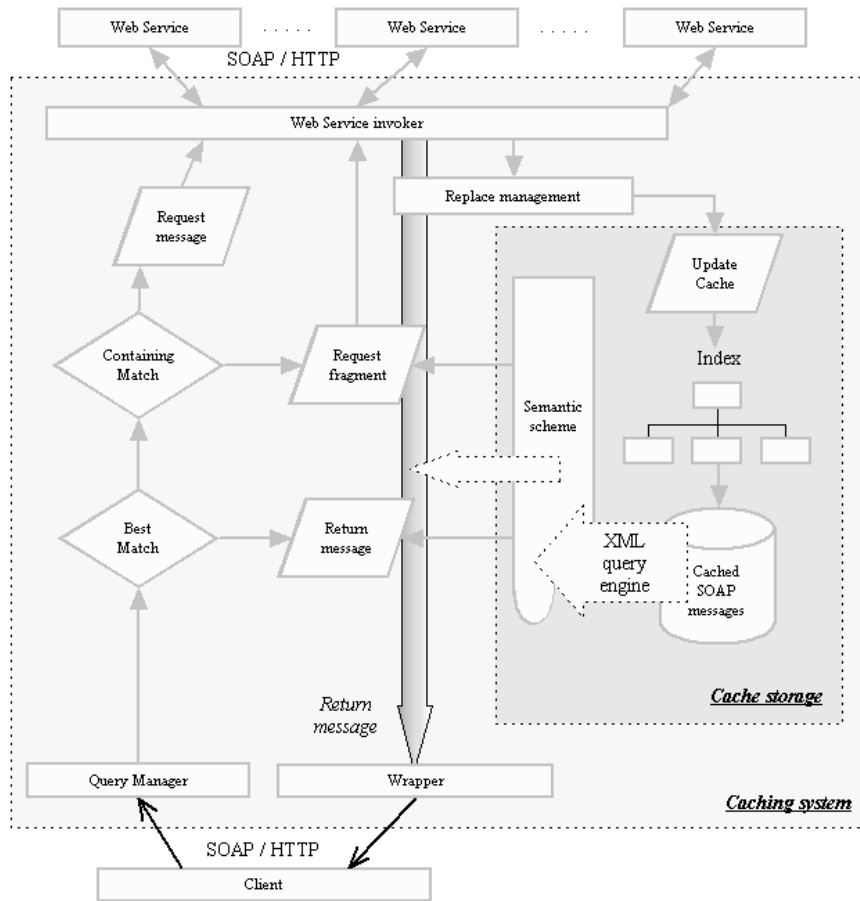 Web Service
. . . . .
Web Service
. . . . .
Web Service
SOAP / HTTP
Web Service invoker
Replace management
Request
message
Update
Cache
Containing
Match
Request
fragment
Index
Semantic
scheme
Best
Match
Return
message
XML
query
engine
Cached
SOAP
messages
Return
message
Cache storage
Query Manager
Wrapper
Caching system
SOAP / HTTP
Client